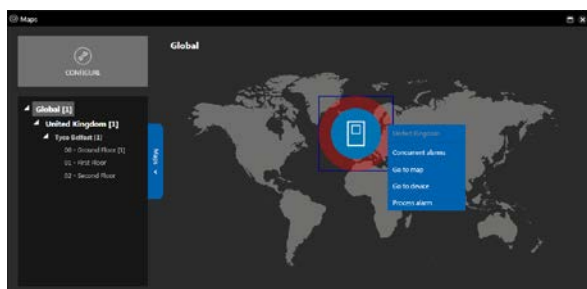 Maps
Global
CONFIGURE
Global [1]
United Kingdom [1]
Tyco Belfast [1]
00 - Ground Floor [1]
01 - First Floor
02 - Second Floor
Maps
United Kingdom
Concurrent alarms
Go to map
Go to device
Process alarm